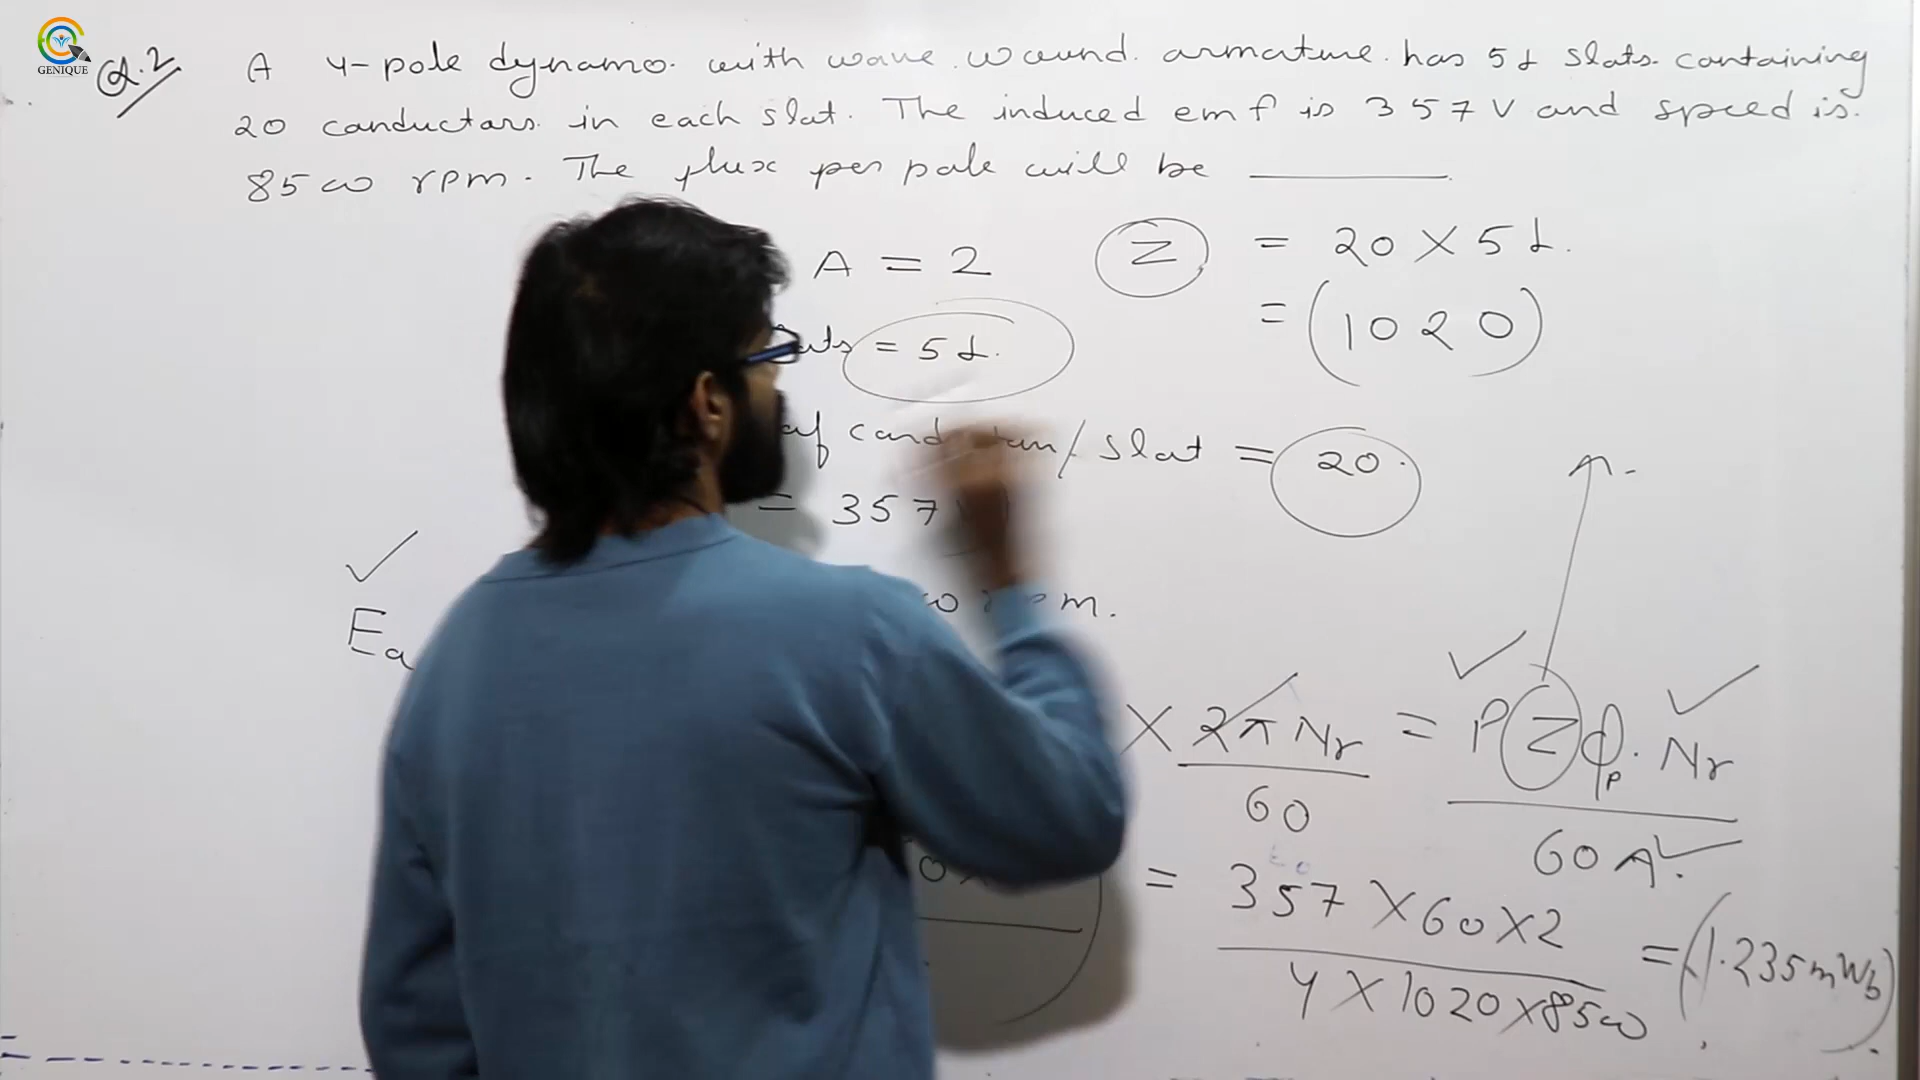 GENIQUE
Q.2 A 4-pole dynamo with wave wound armature has 51 slots containing
20 conductors in each slot. The induced emf is 357 V and speed is
8500 rpm. The flux per pole will be ______.
A = 2
Z = 20 X 51.
= (1020)
= 51.
of conductors/slot = 20.
= 357
rpm.
Ea
X 2π Nr / 60 = P Z φp. Nr / 60 A.
= 357 X 60 X 2 / 4 X 1020 X 8500 = (1.235 mWb)